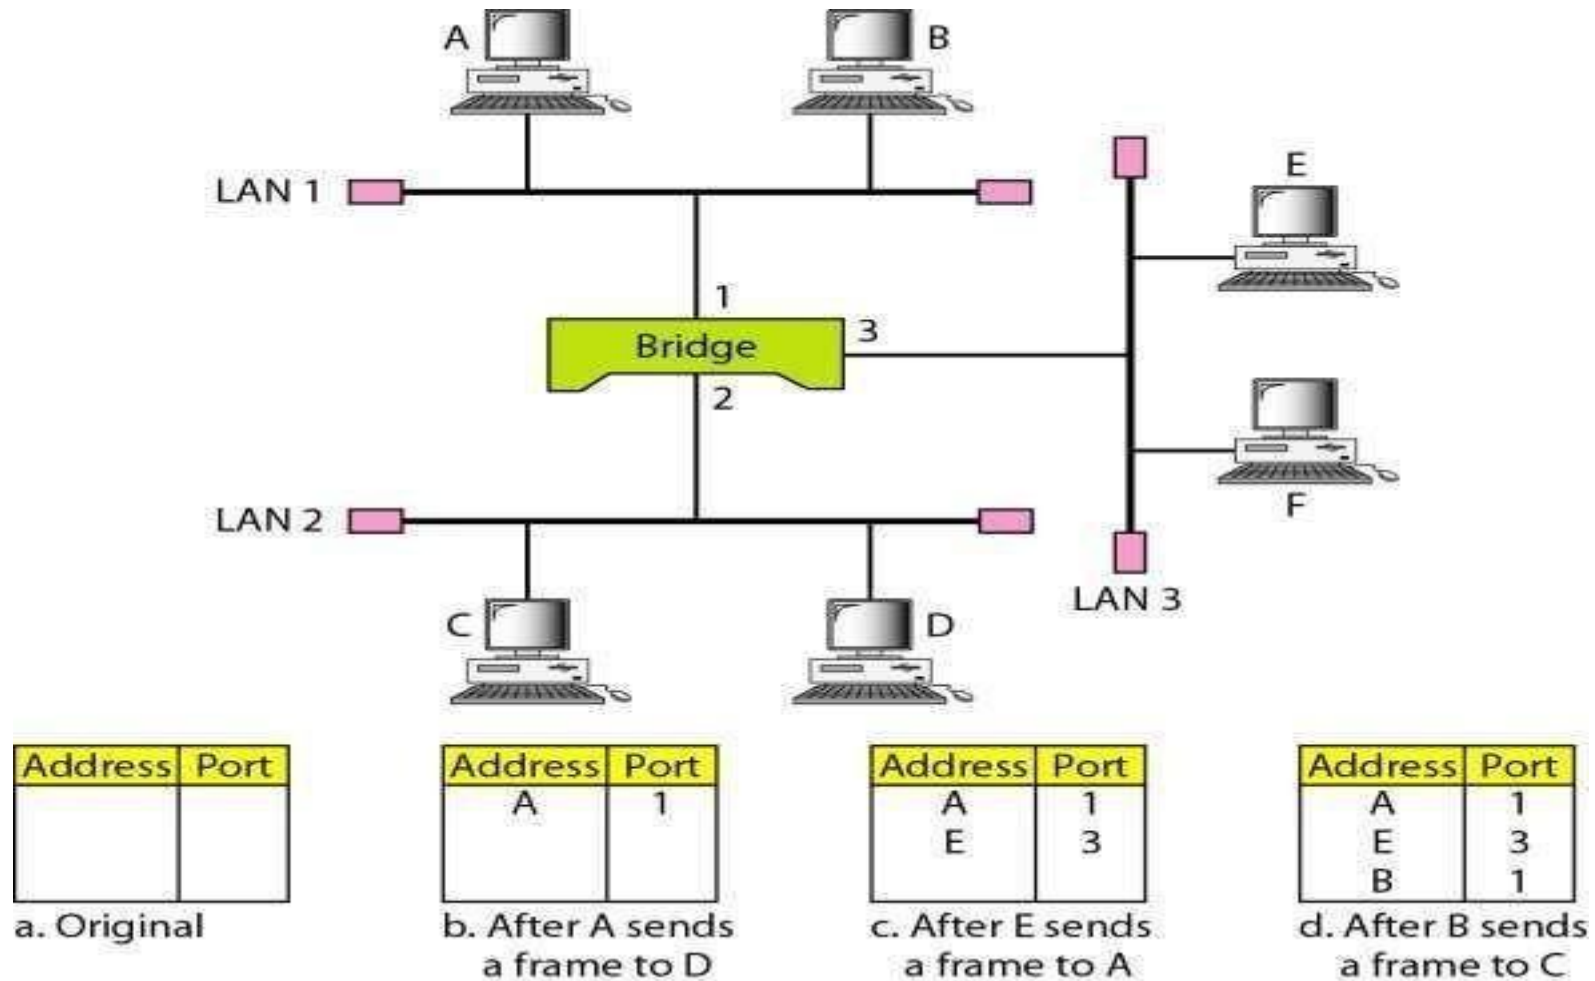 A
B
E
LAN 1
1
Bridge
3
2
F
LAN 2
LAN 3
C
D
Address Port
a. Original
Address Port
A 1
b. After A sends
a frame to D
Address Port
A 1
E 3
c. After E sends
a frame to A
Address Port
A 1
E 3
B 1
d. After B sends
a frame to C